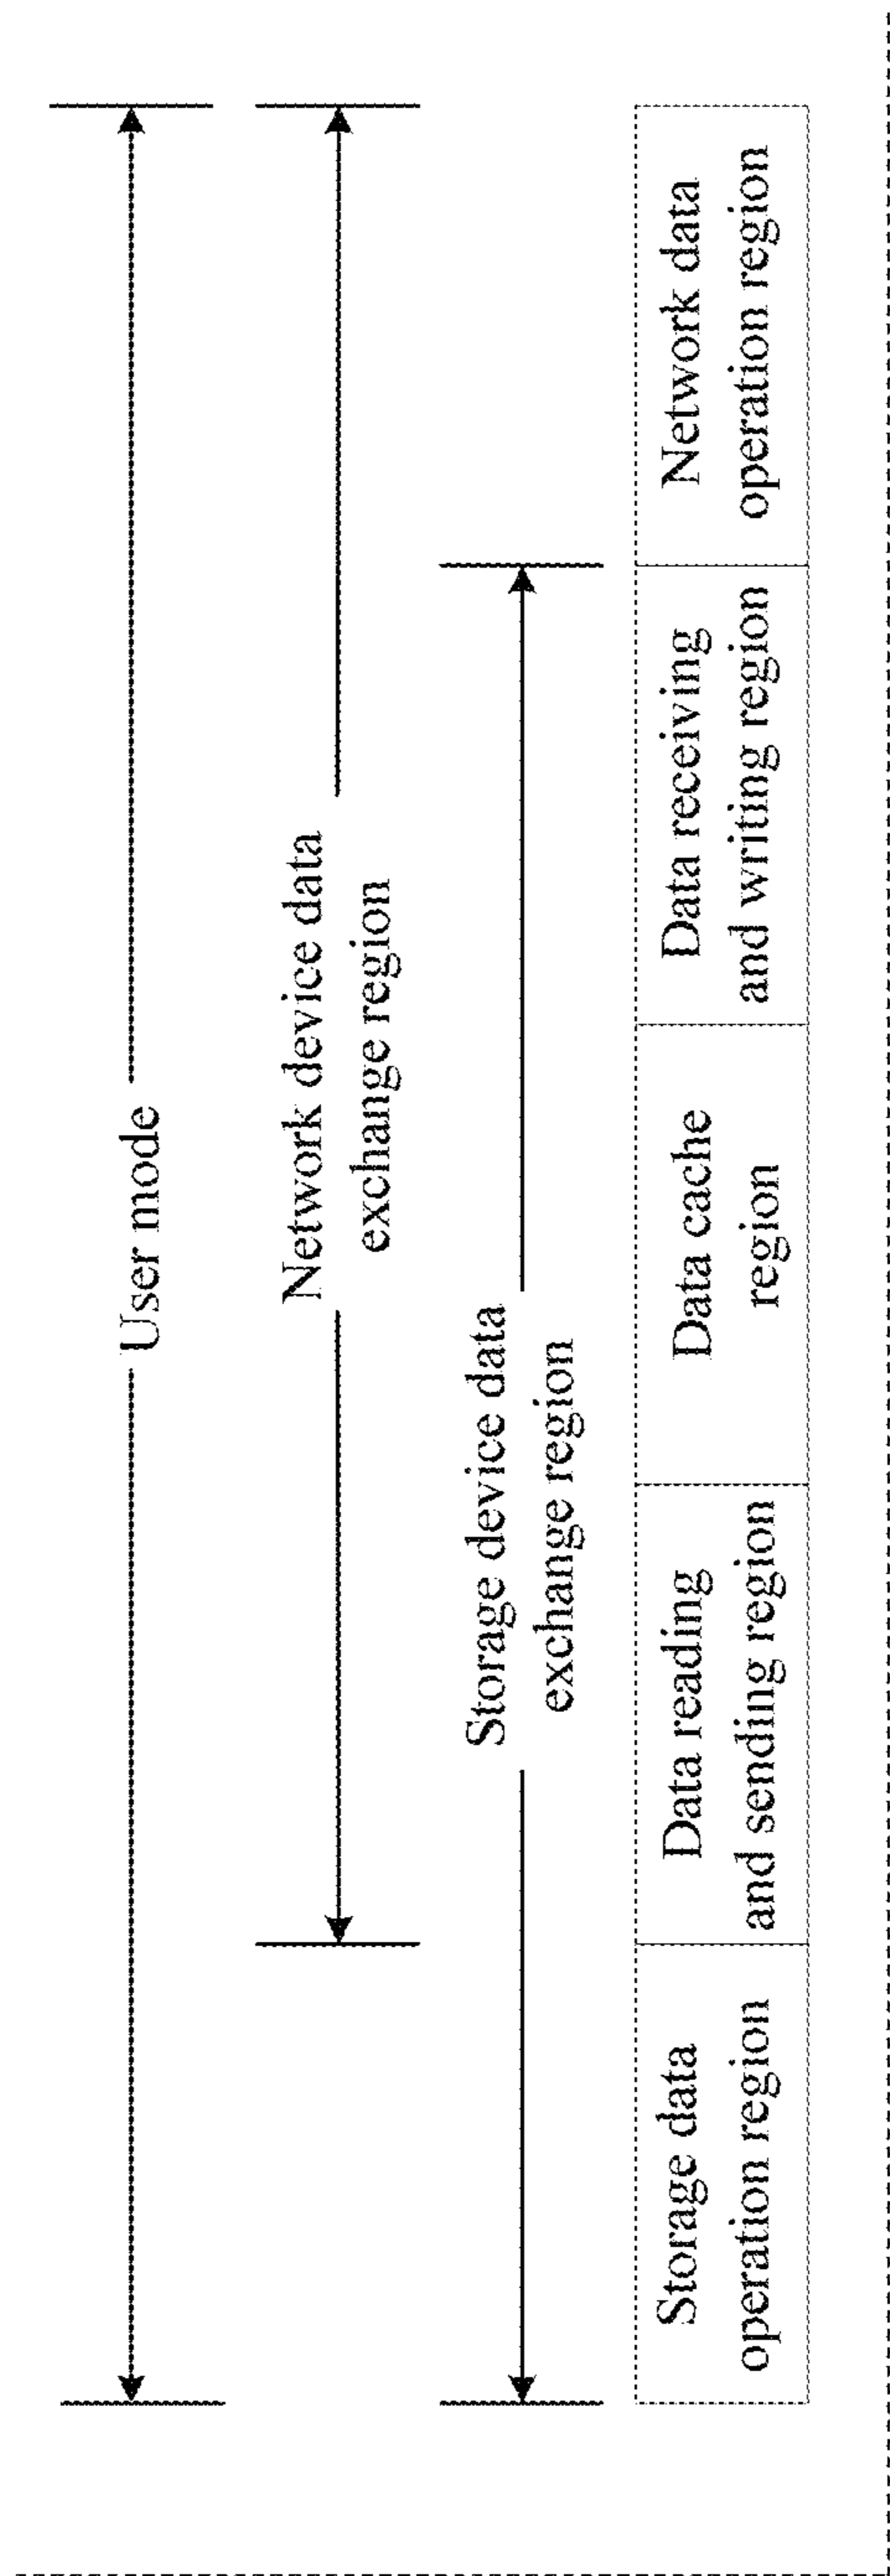 User mode
Network device data
exchange region
Storage device data
exchange region
Storage data
operation region
Data reading
and sending region
Data cache
region
Data receiving
and writing region
Network data
operation region